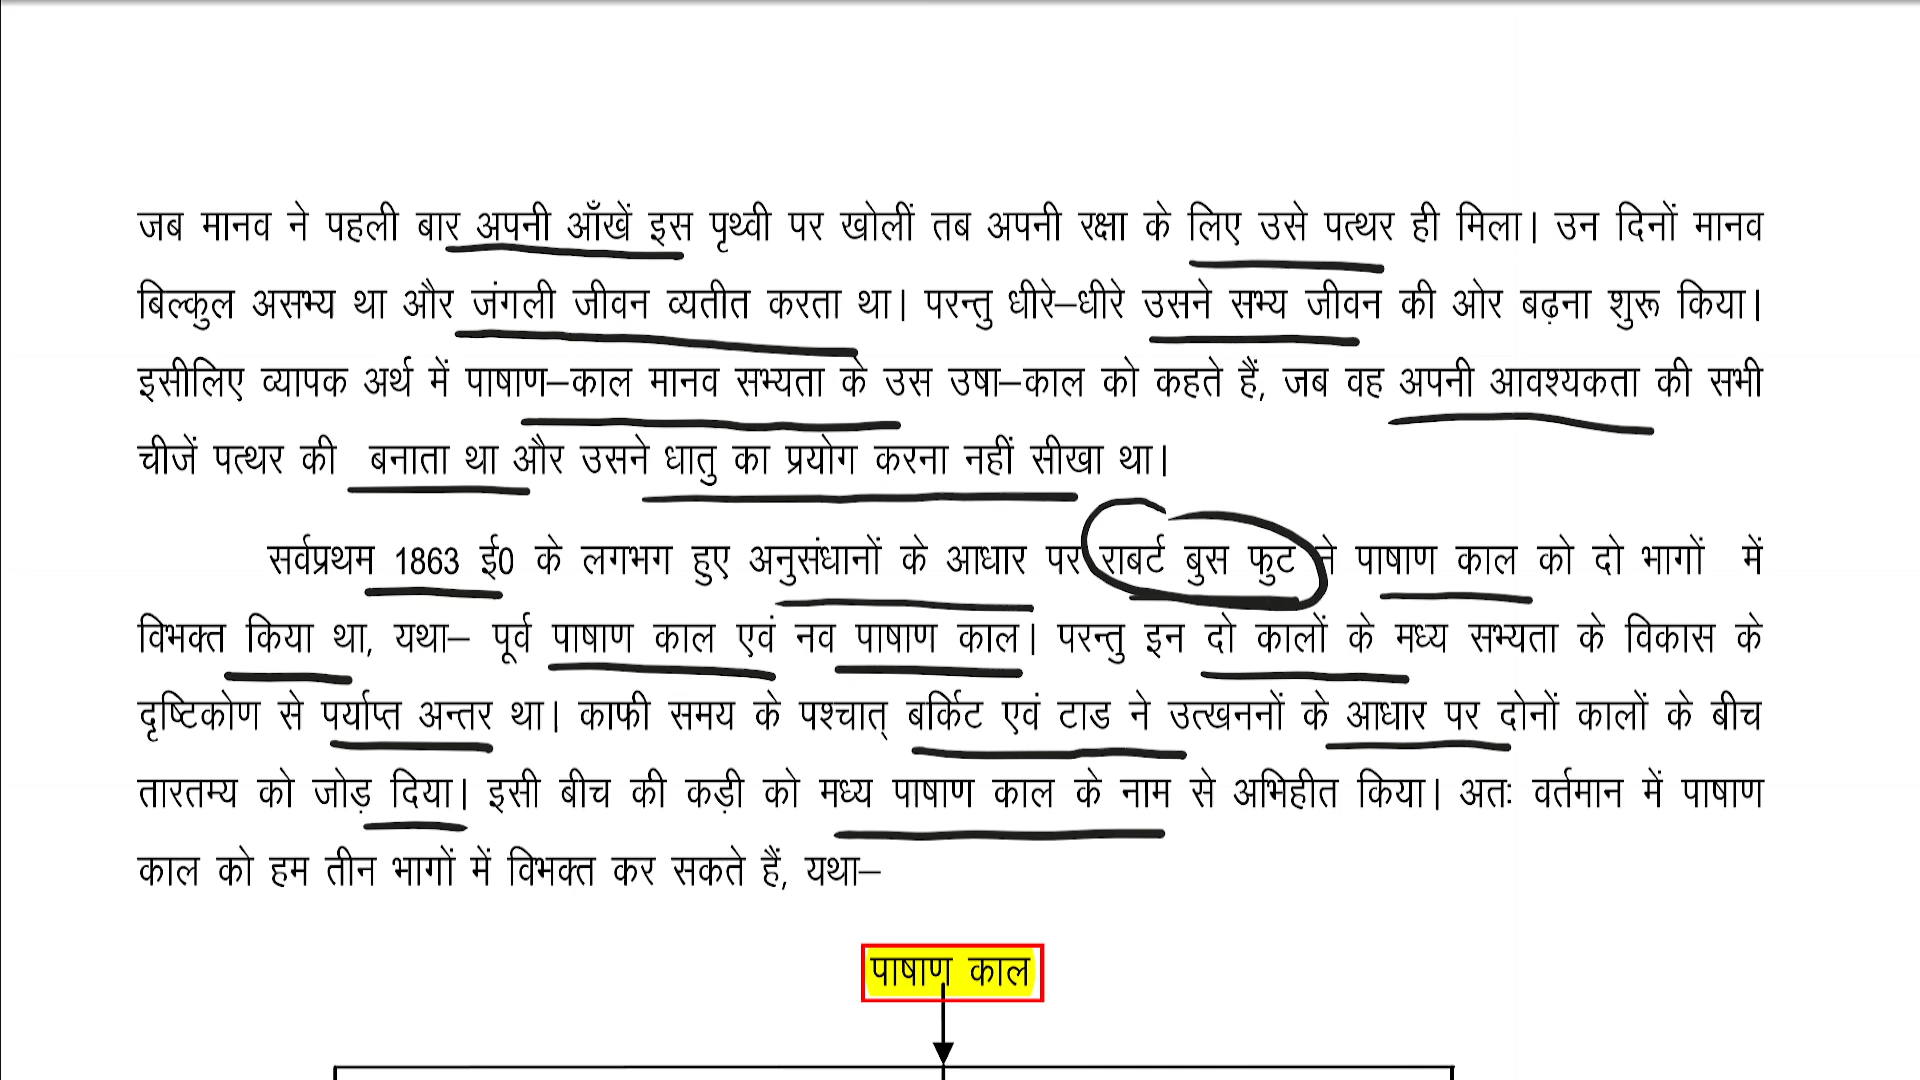 जब मानव ने पहली बार अपनी आँखें इस पृथ्वी पर खोलीं तब अपनी रक्षा के लिए उसे पत्थर ही मिला। उन दिनों मानव
बिल्कुल असभ्य था और जंगली जीवन व्यतीत करता था। परन्तु धीरे–धीरे उसने सभ्य जीवन की ओर बढ़ना शुरू किया।
इसीलिए व्यापक अर्थ में पाषाण–काल मानव सभ्यता के उस उषा–काल को कहते हैं, जब वह अपनी आवश्यकता की सभी
चीजें पत्थर की बनाता था और उसने धातु का प्रयोग करना नहीं सीखा था।
सर्वप्रथम 1863 ई0 के लगभग हुए अनुसंधानों के आधार पर राबर्ट बुस फुट ने पाषाण काल को दो भागों में
विभक्त किया था, यथा– पूर्व पाषाण काल एवं नव पाषाण काल। परन्तु इन दो कालों के मध्य सभ्यता के विकास के
दृष्टिकोण से पर्याप्त अन्तर था। काफी समय के पश्चात् बर्किट एवं टाड ने उत्खननों के आधार पर दोनों कालों के बीच
तारतम्य को जोड़ दिया। इसी बीच की कड़ी को मध्य पाषाण काल के नाम से अभिहीत किया। अतः वर्तमान में पाषाण
काल को हम तीन भागों में विभक्त कर सकते हैं, यथा–
पाषाण काल